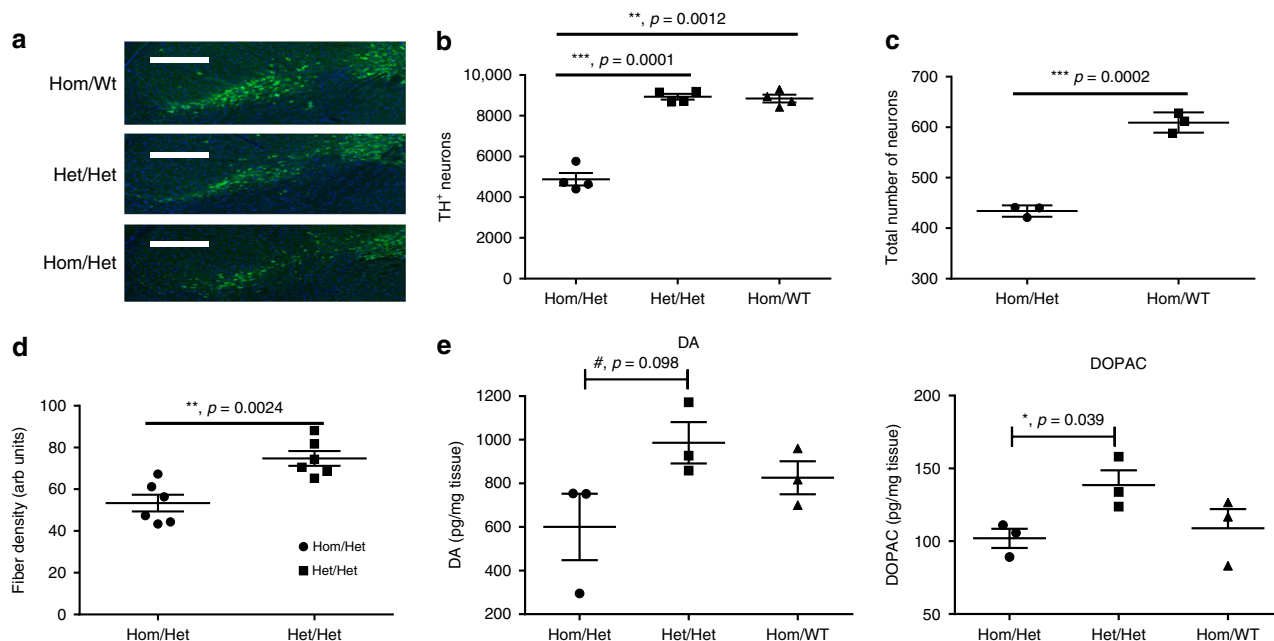 a
Hom/Wt
Het/Het
Hom/Het
b
**, p = 0.0012
***, p = 0.0001
10,000
8000
6000
4000
2000
0
TH+ neurons
Hom/Het Het/Het Hom/WT
c
*** p = 0.0002
700
600
500
400
300
Total number of neurons
Hom/Het Hom/WT
d
**, p = 0.0024
100
80
60
40
20
0
Fiber density (arb units)
Hom/Het
Het/Het
Hom/Het Het/Het
e
DA
#, p = 0.098
1200
1000
800
600
400
200
DA (pg/mg tissue)
Hom/Het Het/Het Hom/WT
DOPAC
*, p = 0.039
200
150
100
50
DOPAC (pg/mg tissue)
Hom/Het Het/Het Hom/WT